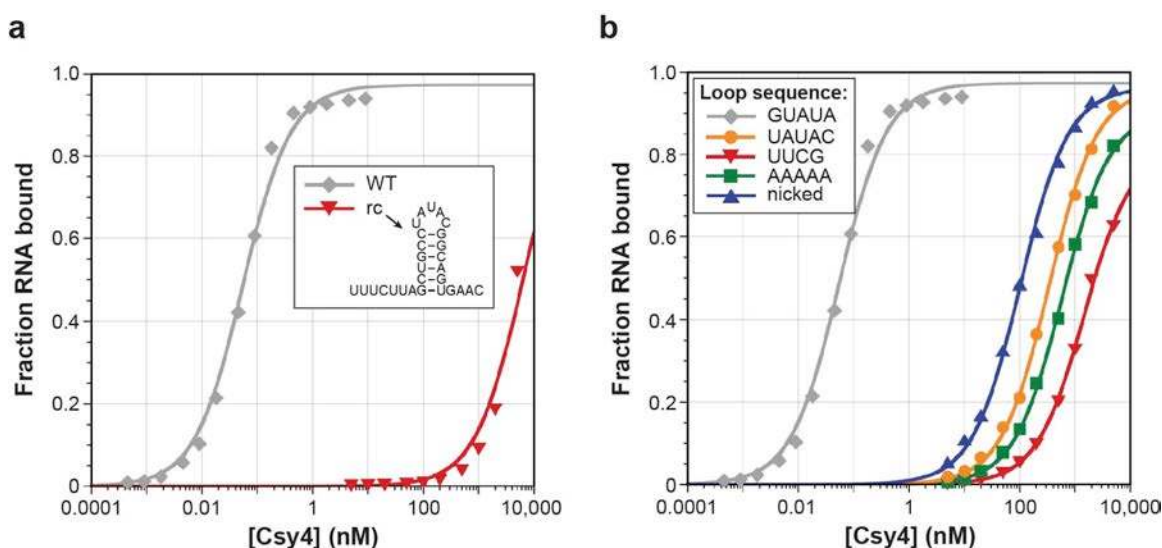 a
1.0
0.8
0.6
0.4
0.2
0
Fraction RNA bound
WT
rc
U
A A
U C
C–G
C–G
G–C
U–A
C–G
UUUCUUAG–UGAAC
0.0001 0.01 1 100 10,000
[Csy4] (nM)
b
1.0
0.8
0.6
0.4
0.2
0
Fraction RNA bound
Loop sequence:
GUAUA
UAUAC
UUCG
AAAAA
nicked
0.0001 0.01 1 100 10,000
[Csy4] (nM)